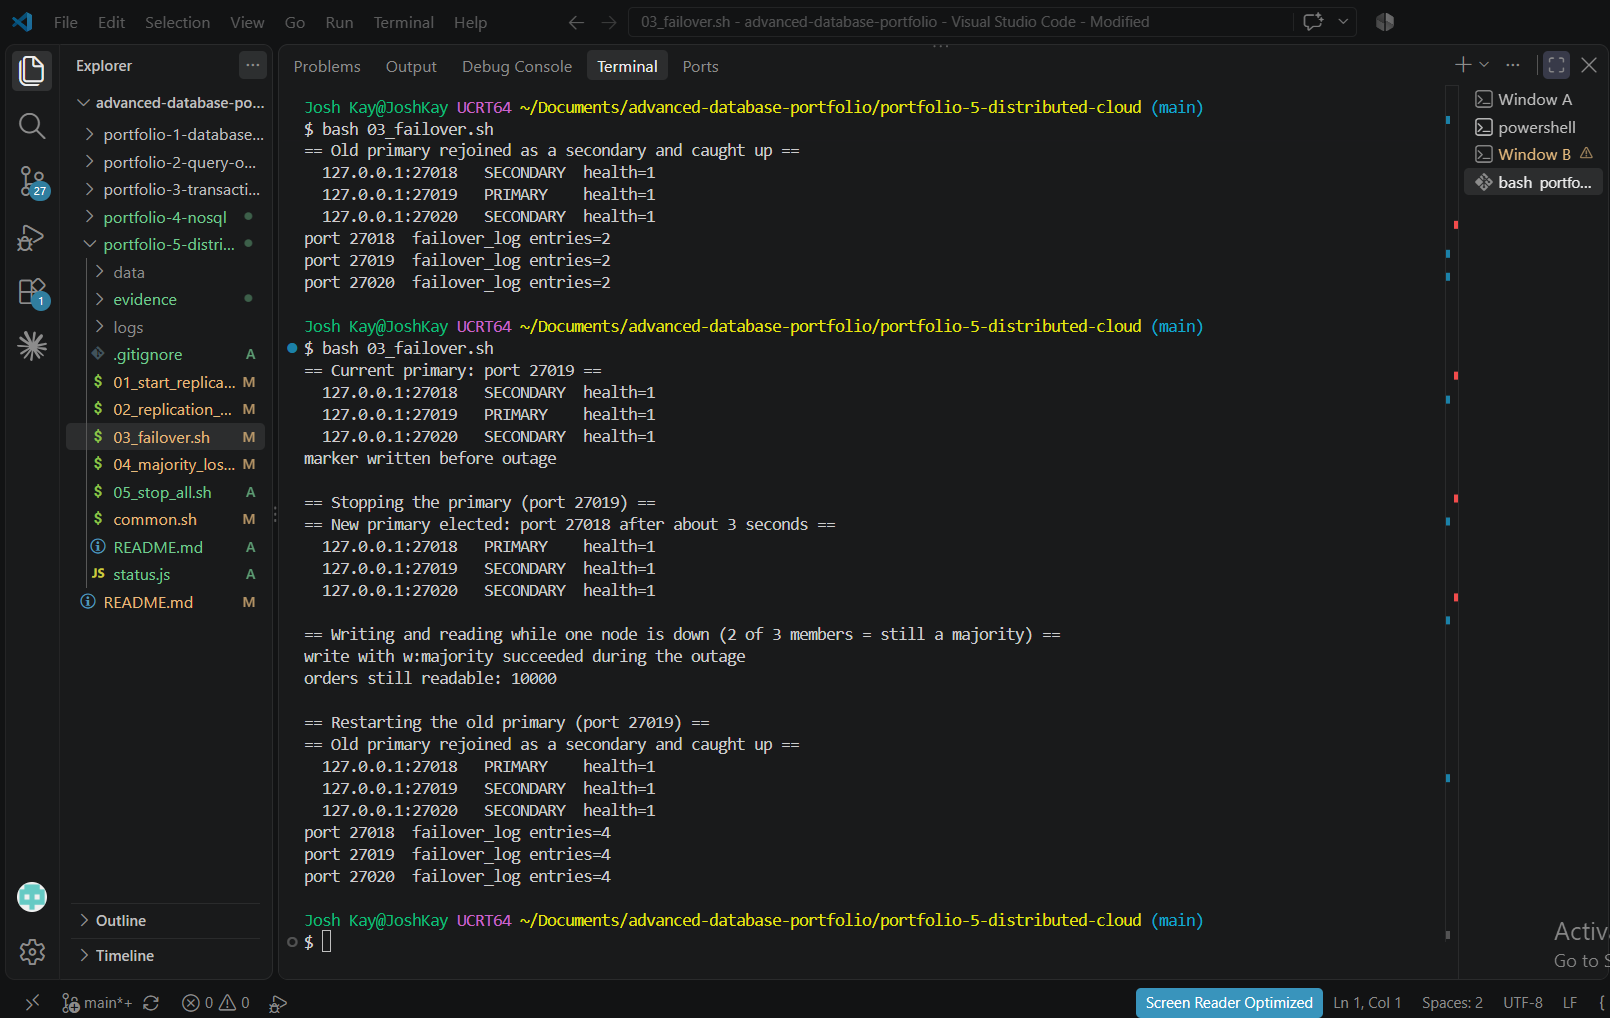 File Edit Selection View Go Run Terminal Help
03_failover.sh - advanced-database-portfolio - Visual Studio Code - Modified
Explorer
advanced-database-po...
portfolio-1-database...
portfolio-2-query-o...
portfolio-3-transacti...
portfolio-4-nosql
portfolio-5-distri...
data
evidence
logs
.gitignore A
$ 01_start_replica... M
$ 02_replication_... M
$ 03_failover.sh M
$ 04_majority_los... M
$ 05_stop_all.sh A
$ common.sh M
README.md A
JS status.js A
README.md M
Outline
Timeline
27
1
Problems Output Debug Console Terminal Ports
Josh Kay@JoshKay UCRT64 ~/Documents/advanced-database-portfolio/portfolio-5-distributed-cloud (main)
$ bash 03_failover.sh
== Old primary rejoined as a secondary and caught up ==
127.0.0.1:27018 SECONDARY health=1
127.0.0.1:27019 PRIMARY health=1
127.0.0.1:27020 SECONDARY health=1
port 27018 failover_log entries=2
port 27019 failover_log entries=2
port 27020 failover_log entries=2
Josh Kay@JoshKay UCRT64 ~/Documents/advanced-database-portfolio/portfolio-5-distributed-cloud (main)
$ bash 03_failover.sh
== Current primary: port 27019 ==
127.0.0.1:27018 SECONDARY health=1
127.0.0.1:27019 PRIMARY health=1
127.0.0.1:27020 SECONDARY health=1
marker written before outage
== Stopping the primary (port 27019) ==
== New primary elected: port 27018 after about 3 seconds ==
127.0.0.1:27018 PRIMARY health=1
127.0.0.1:27019 SECONDARY health=1
127.0.0.1:27020 SECONDARY health=1
== Writing and reading while one node is down (2 of 3 members = still a majority) ==
write with w:majority succeeded during the outage
orders still readable: 10000
== Restarting the old primary (port 27019) ==
== Old primary rejoined as a secondary and caught up ==
127.0.0.1:27018 PRIMARY health=1
127.0.0.1:27019 SECONDARY health=1
127.0.0.1:27020 SECONDARY health=1
port 27018 failover_log entries=4
port 27019 failover_log entries=4
port 27020 failover_log entries=4
Josh Kay@JoshKay UCRT64 ~/Documents/advanced-database-portfolio/portfolio-5-distributed-cloud (main)
$
Window A
powershell
Window B
bash portfo...
Activ
Go to S
main*+ 0 0
Screen Reader Optimized Ln 1, Col 1 Spaces: 2 UTF-8 LF {